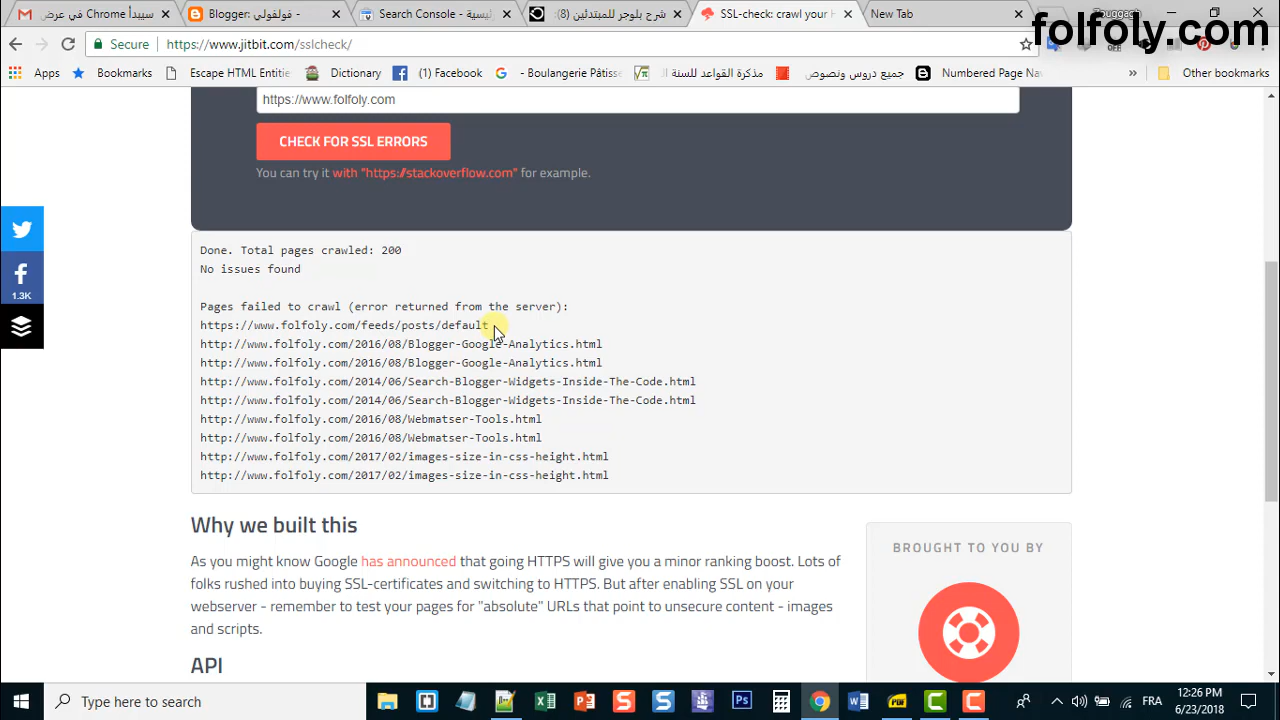 سيبدأ Chrome في عرض
Blogger: فولفولي -
Search Console - الرئيسية
شرح بلوجر للمبتدئين (8):
SSL-check: crawl your H
New Tab
folfoly.com
Secure
https://www.jitbit.com/sslcheck/
Apps
Bookmarks
Escape HTML Entitie
Dictionary
(1) Facebook
- Boulangerie Pâtiss
مذكرة القواعد للسنة ال
جميع دروس ونصوص
Numbered Page Nav
»
Other bookmarks
https://www.folfoly.com
CHECK FOR SSL ERRORS
You can try it with "https://stackoverflow.com" for example.
1.3K
Done. Total pages crawled: 200
No issues found
Pages failed to crawl (error returned from the server):
https://www.folfoly.com/feeds/posts/default
http://www.folfoly.com/2016/08/Blogger-Google-Analytics.html
http://www.folfoly.com/2016/08/Blogger-Google-Analytics.html
http://www.folfoly.com/2014/06/Search-Blogger-Widgets-Inside-The-Code.html
http://www.folfoly.com/2014/06/Search-Blogger-Widgets-Inside-The-Code.html
http://www.folfoly.com/2016/08/Webmatser-Tools.html
http://www.folfoly.com/2016/08/Webmatser-Tools.html
http://www.folfoly.com/2017/02/images-size-in-css-height.html
http://www.folfoly.com/2017/02/images-size-in-css-height.html
Why we built this
As you might know Google has announced that going HTTPS will give you a minor ranking boost. Lots of
folks rushed into buying SSL-certificates and switching to HTTPS. But after enabling SSL on your
webserver - remember to test your pages for "absolute" URLs that point to unsecure content - images
and scripts.
BROUGHT TO YOU BY
API
Type here to search
FRA
12:26 PM
6/23/2018